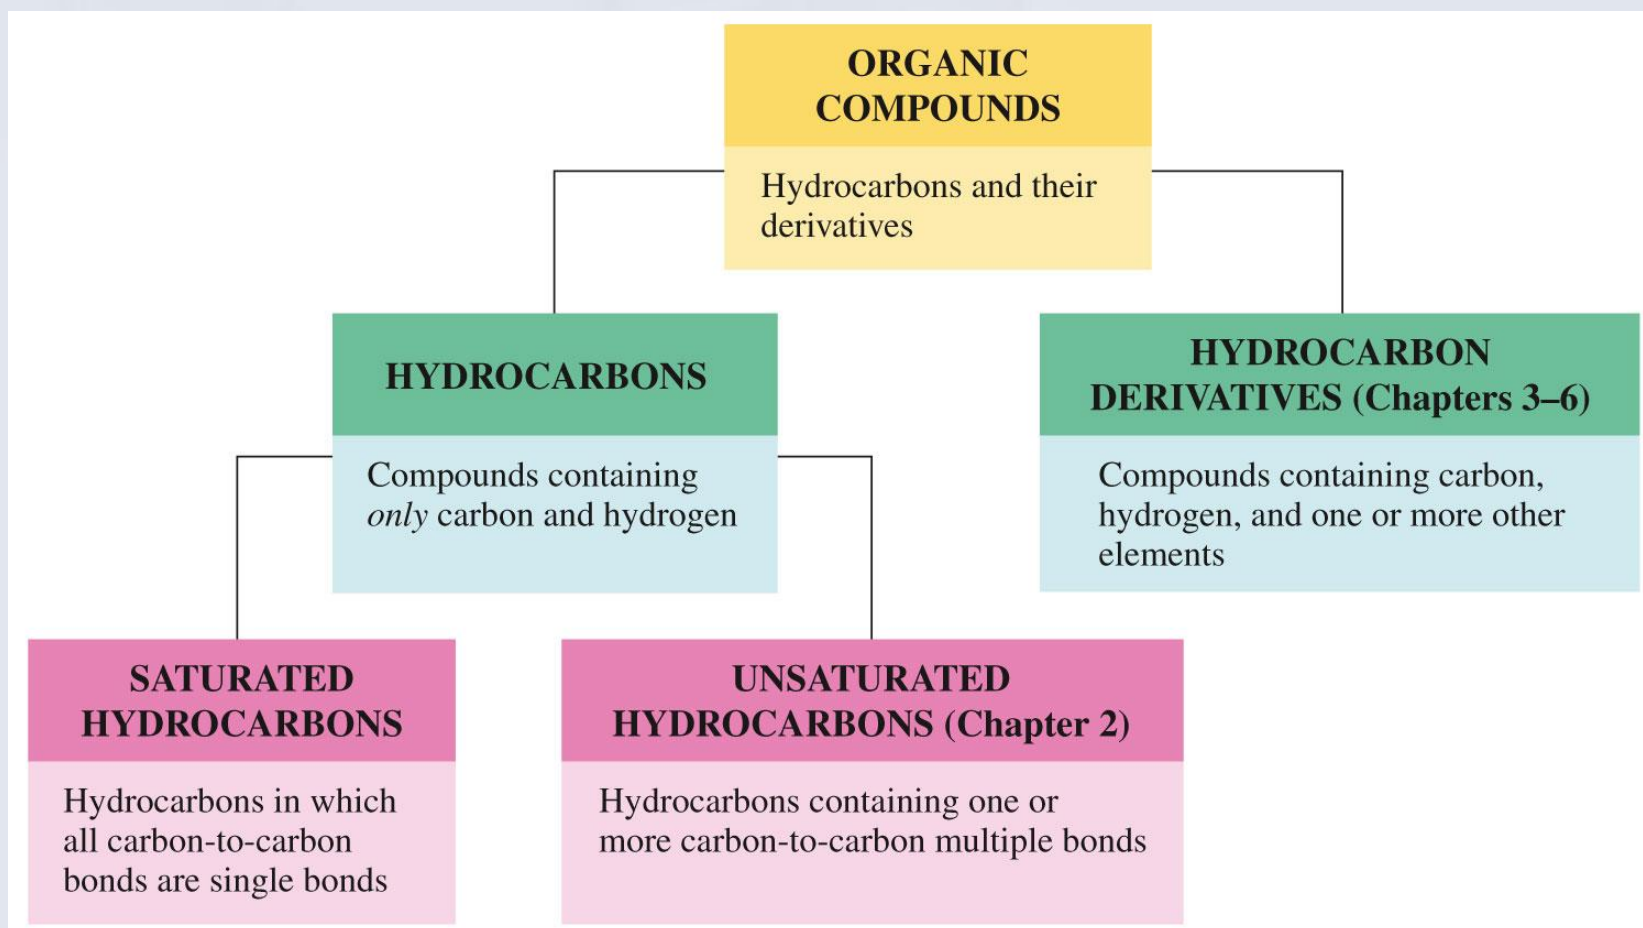 ORGANIC
COMPOUNDS
Hydrocarbons and their
derivatives
HYDROCARBONS
Compounds containing
only carbon and hydrogen
HYDROCARBON
DERIVATIVES (Chapters 3–6)
Compounds containing carbon,
hydrogen, and one or more other
elements
SATURATED
HYDROCARBONS
Hydrocarbons in which
all carbon-to-carbon
bonds are single bonds
UNSATURATED
HYDROCARBONS (Chapter 2)
Hydrocarbons containing one or
more carbon-to-carbon multiple bonds